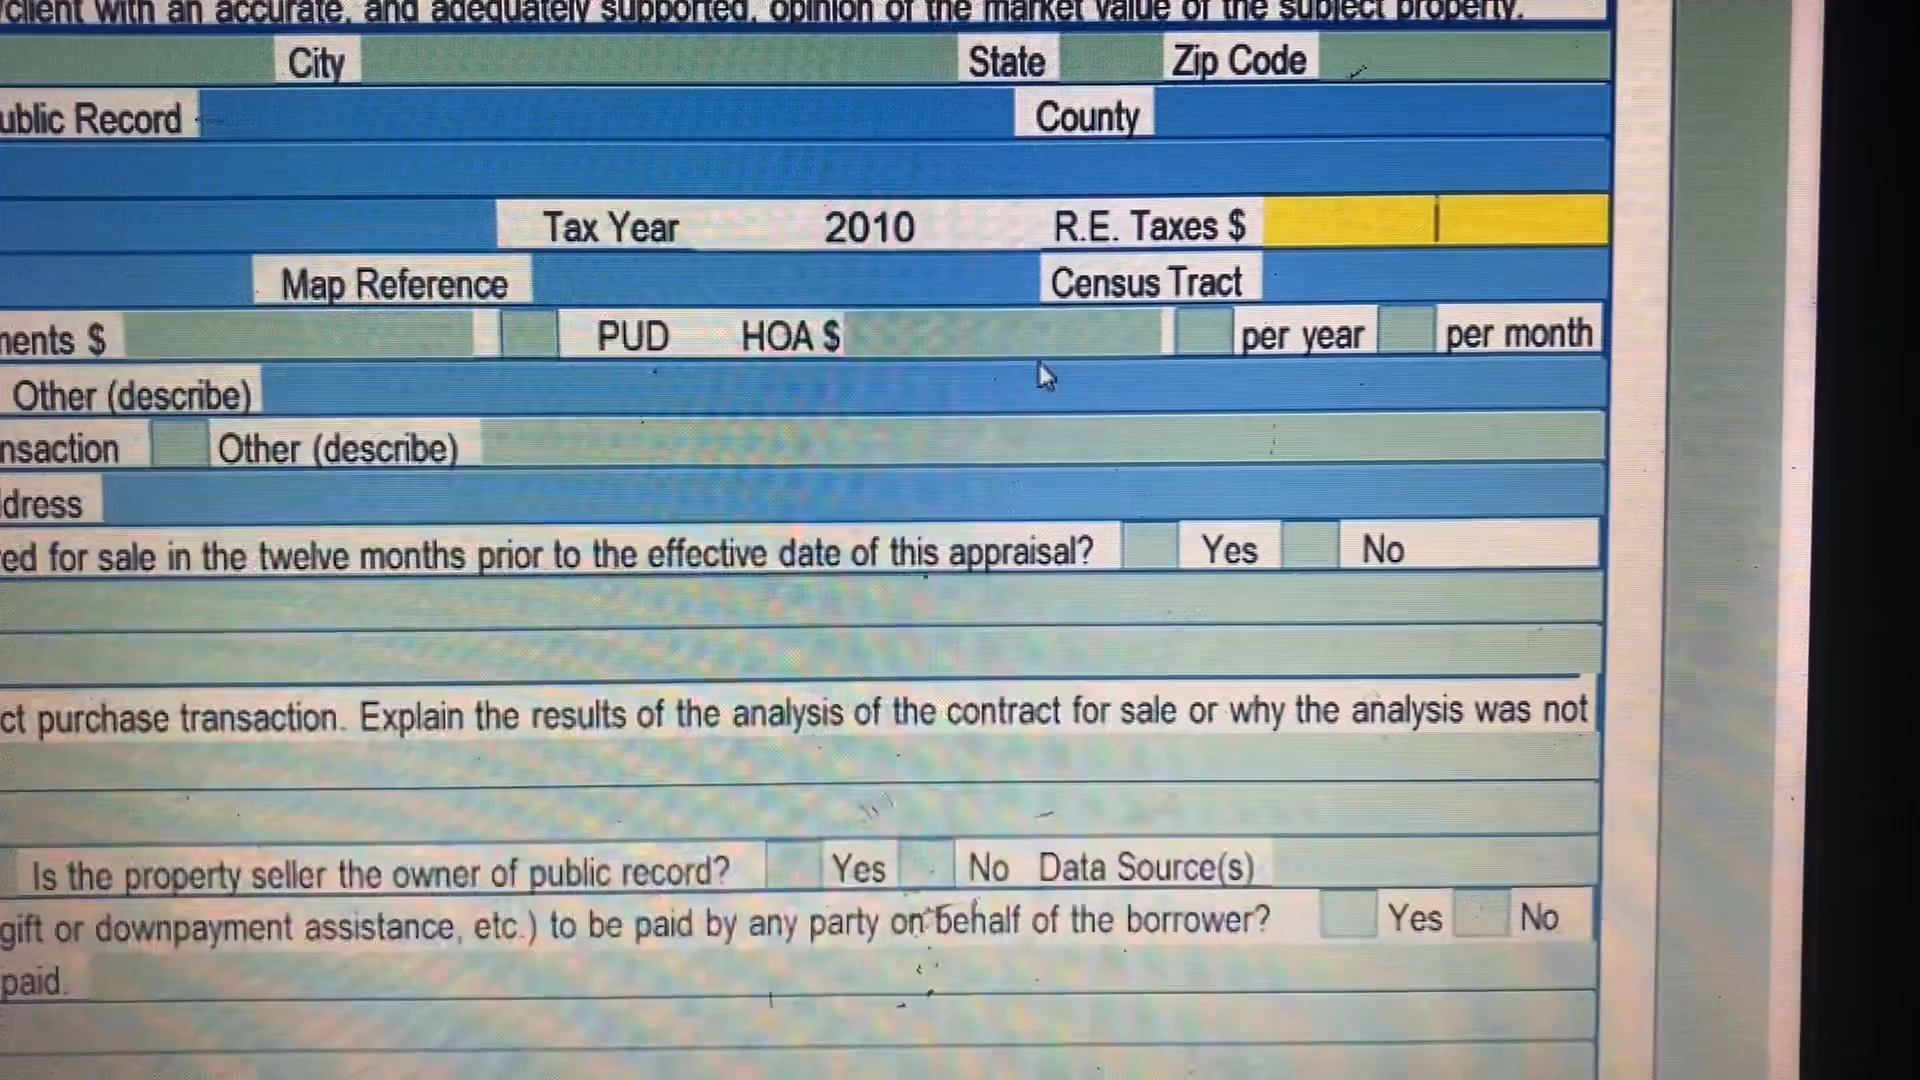 client with an accurate, and adequately supported, opinion of the market value of the subject property.
City State Zip Code
ublic Record County
Tax Year 2010 R.E. Taxes $
Map Reference Census Tract
ments $ PUD HOA $ per year per month
Other (describe)
nsaction Other (describe)
dress
ed for sale in the twelve months prior to the effective date of this appraisal? Yes No
ct purchase transaction. Explain the results of the analysis of the contract for sale or why the analysis was not
Is the property seller the owner of public record? Yes No Data Source(s)
gift or downpayment assistance, etc.) to be paid by any party on behalf of the borrower? Yes No
paid.